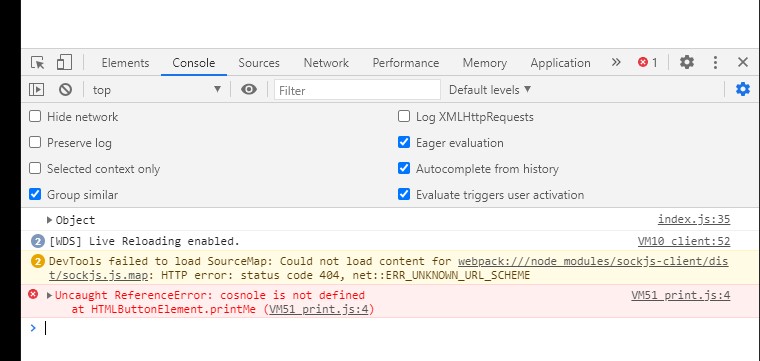 Elements Console Sources Network Performance Memory Application » 1
top ▼ Filter Default levels ▼
Hide network Log XMLHttpRequests
Preserve log Eager evaluation
Selected context only Autocomplete from history
Group similar Evaluate triggers user activation
Object index.js:35
2 [WDS] Live Reloading enabled. VM10 client:52
2 DevTools failed to load SourceMap: Could not load content for webpack:///node_modules/sockjs-client/dis
t/sockjs.js.map: HTTP error: status code 404, net::ERR_UNKNOWN_URL_SCHEME
Uncaught ReferenceError: cosnole is not defined VM51 print.js:4
at HTMLButtonElement.printMe (VM51 print.js:4)